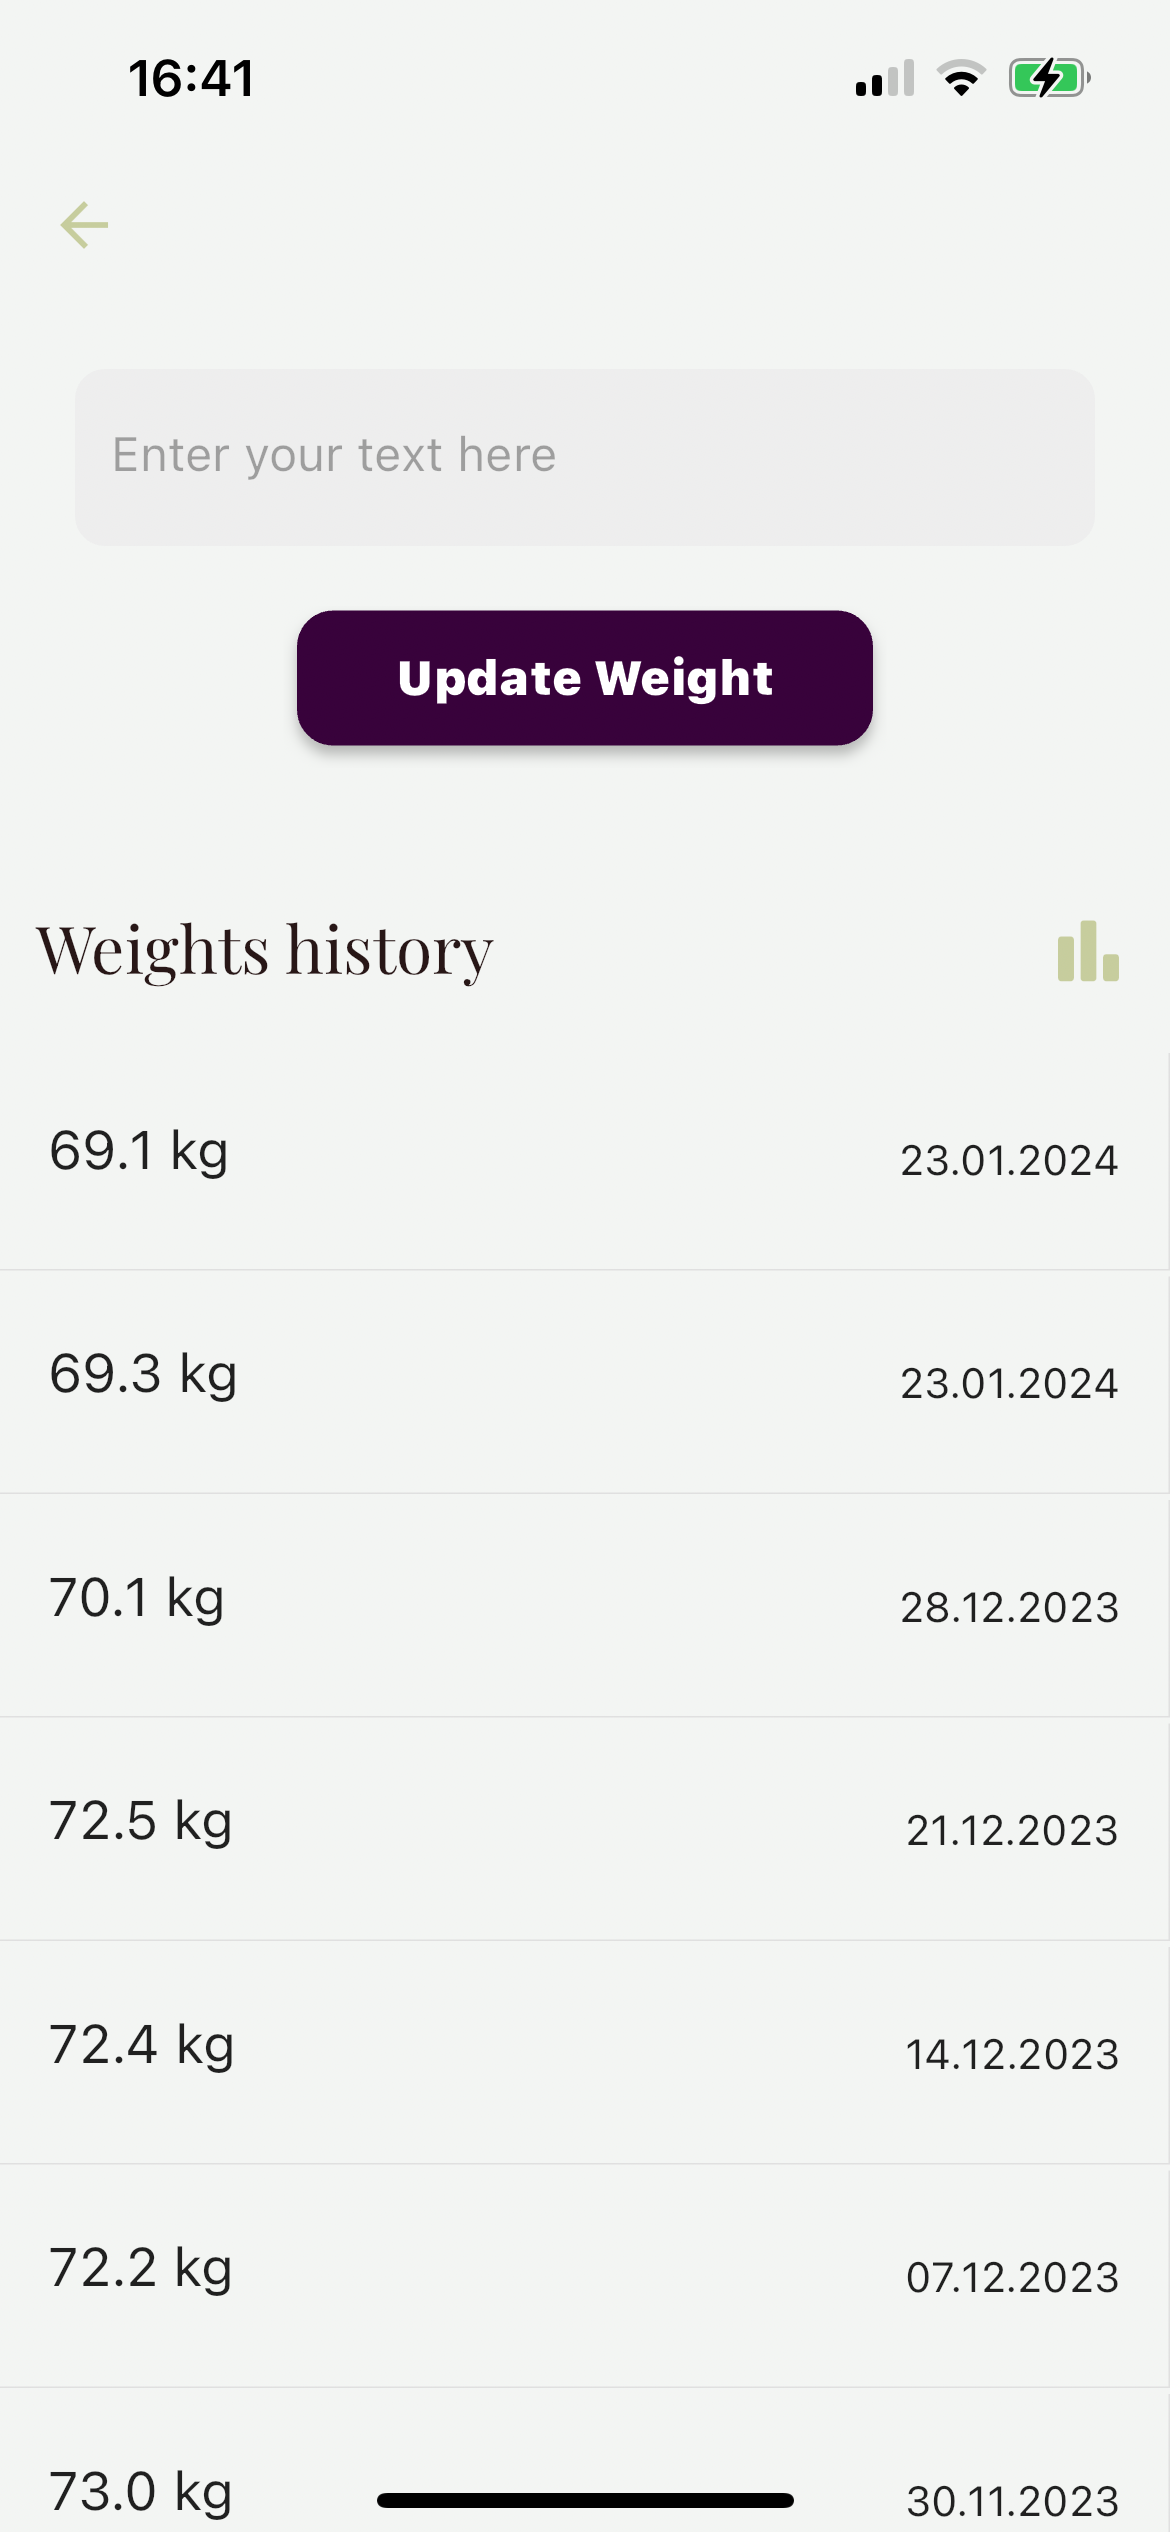 16:41
Enter your text here
Update Weight
Weights history
69.1 kg 23.01.2024
69.3 kg 23.01.2024
70.1 kg 28.12.2023
72.5 kg 21.12.2023
72.4 kg 14.12.2023
72.2 kg 07.12.2023
73.0 kg 30.11.2023